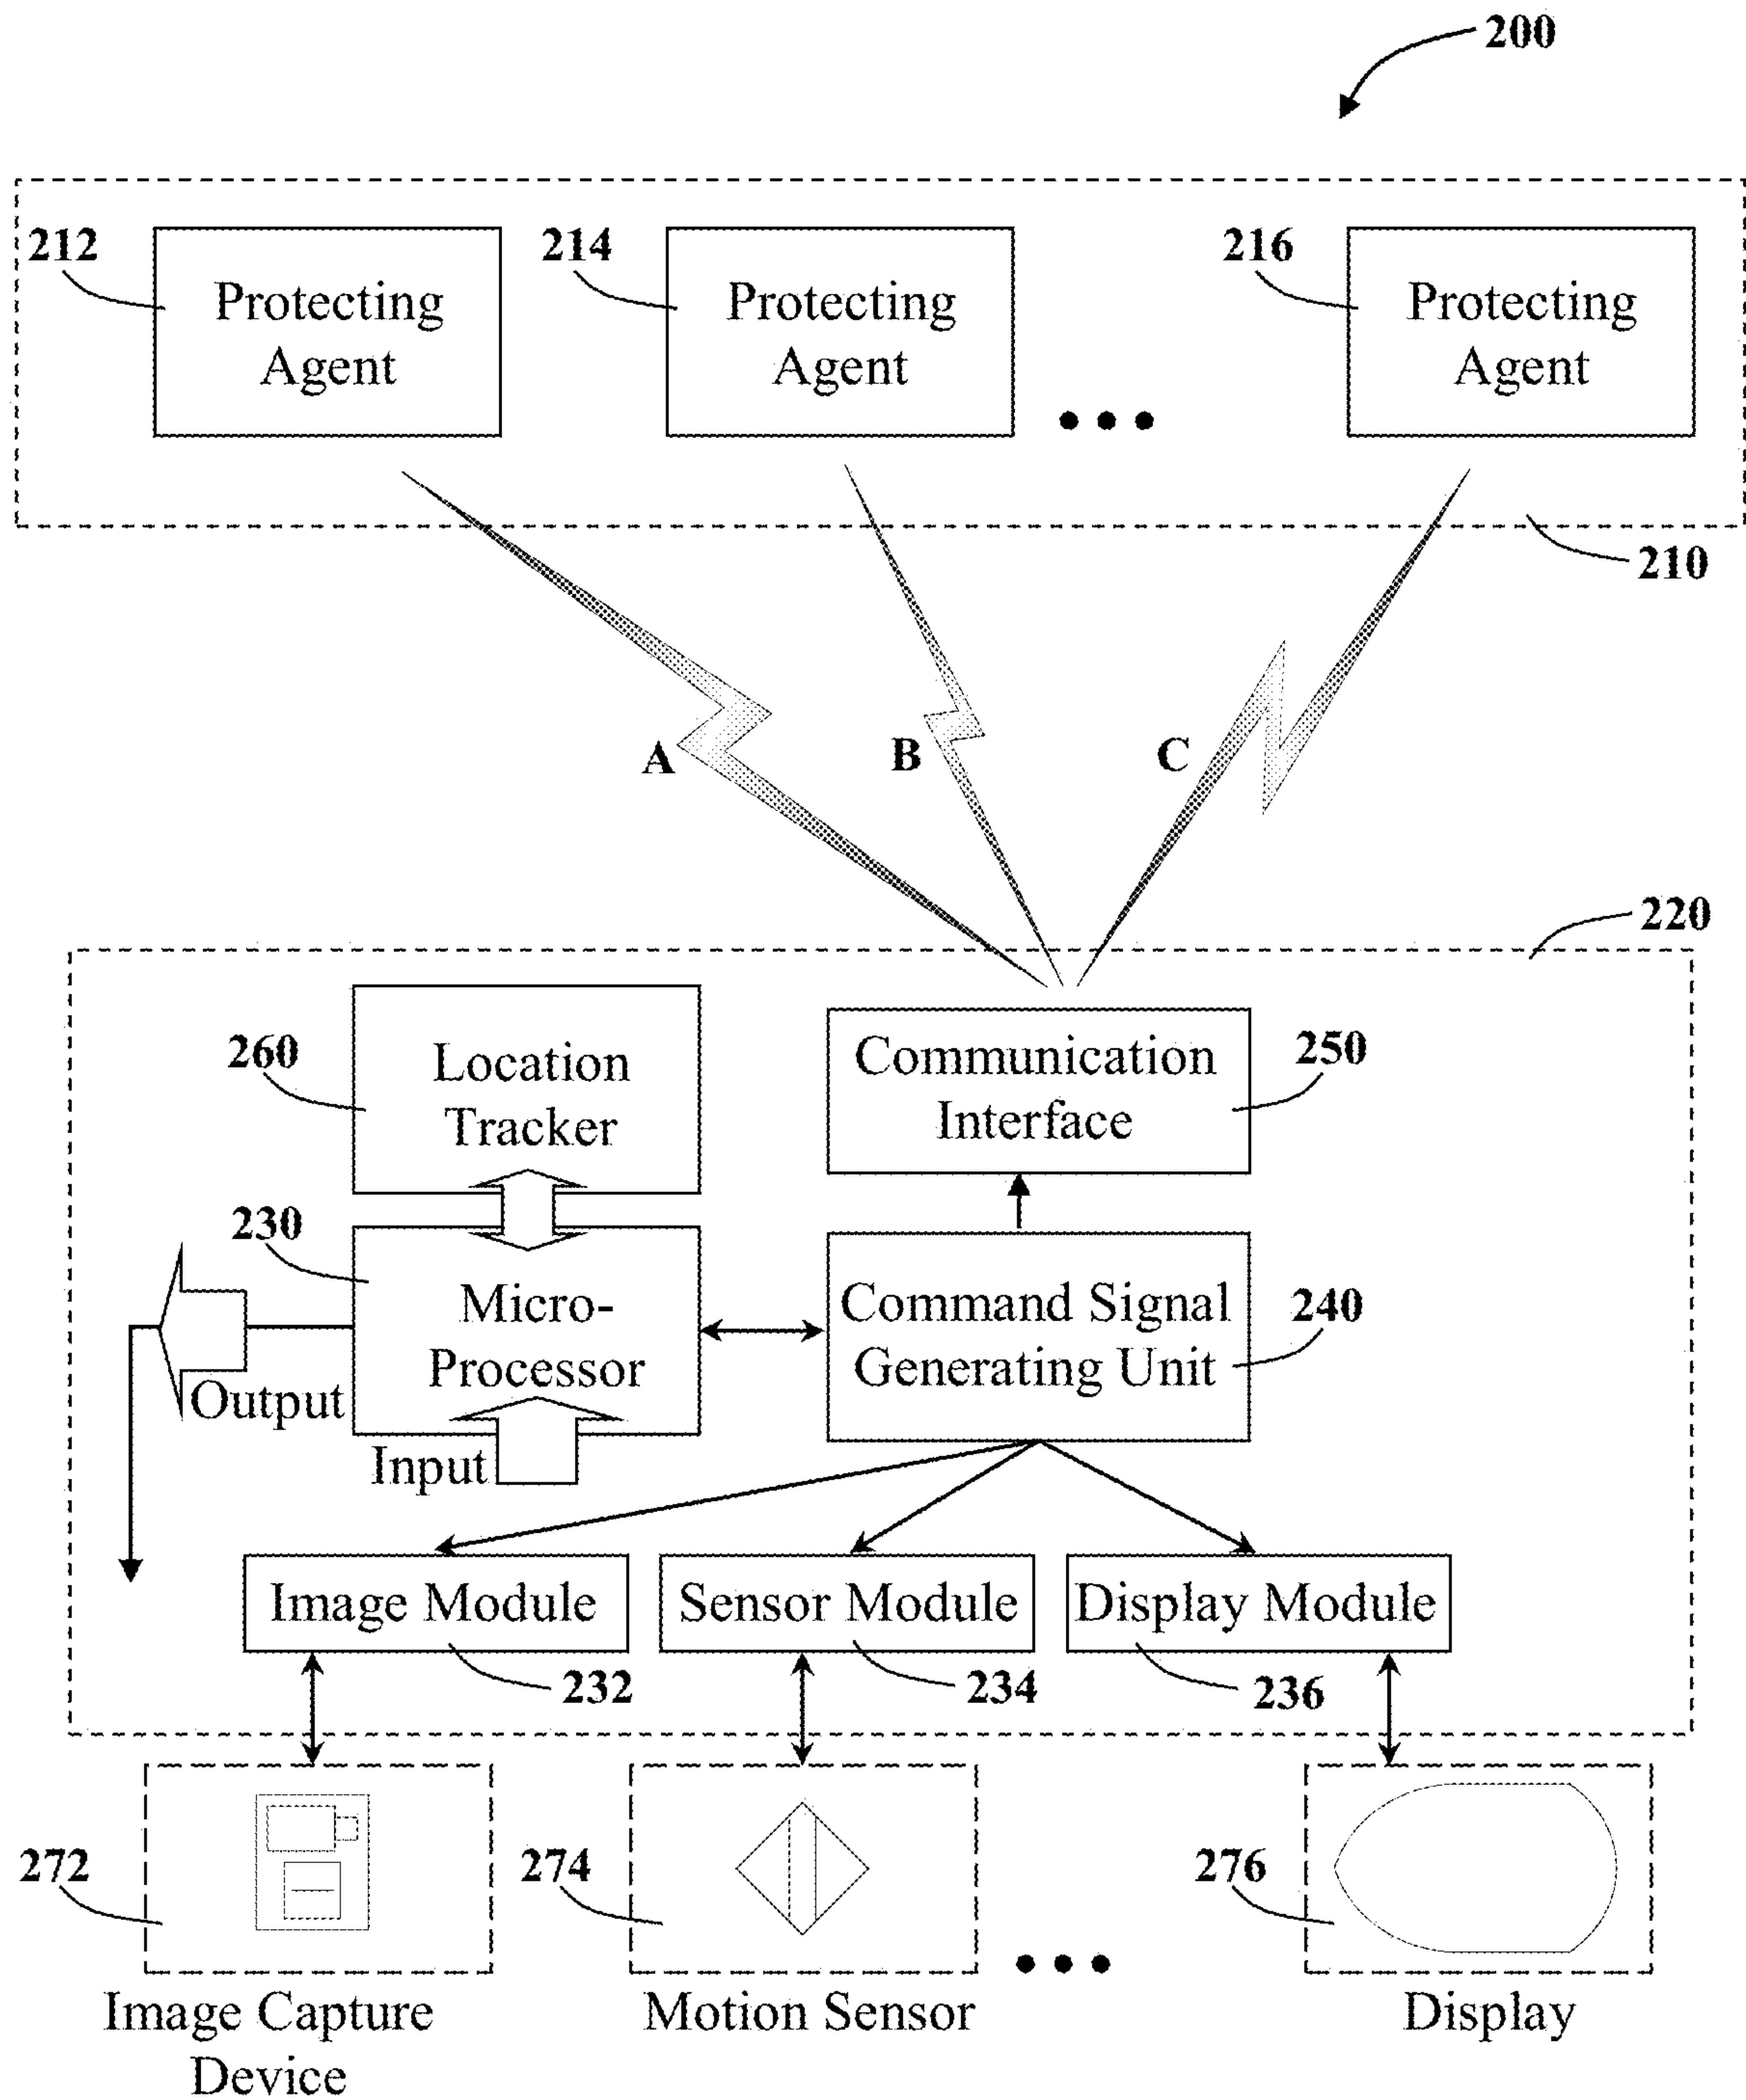 200
212
Protecting
Agent
214
Protecting
Agent
216
Protecting
Agent
210
A
B
C
220
260
Location
Tracker
Communication
Interface
250
230
Micro-
Processor
Command Signal
Generating Unit
240
Output
Input
Image Module
Sensor Module
Display Module
232
234
236
272
274
276
Image Capture
Device
Motion Sensor
Display